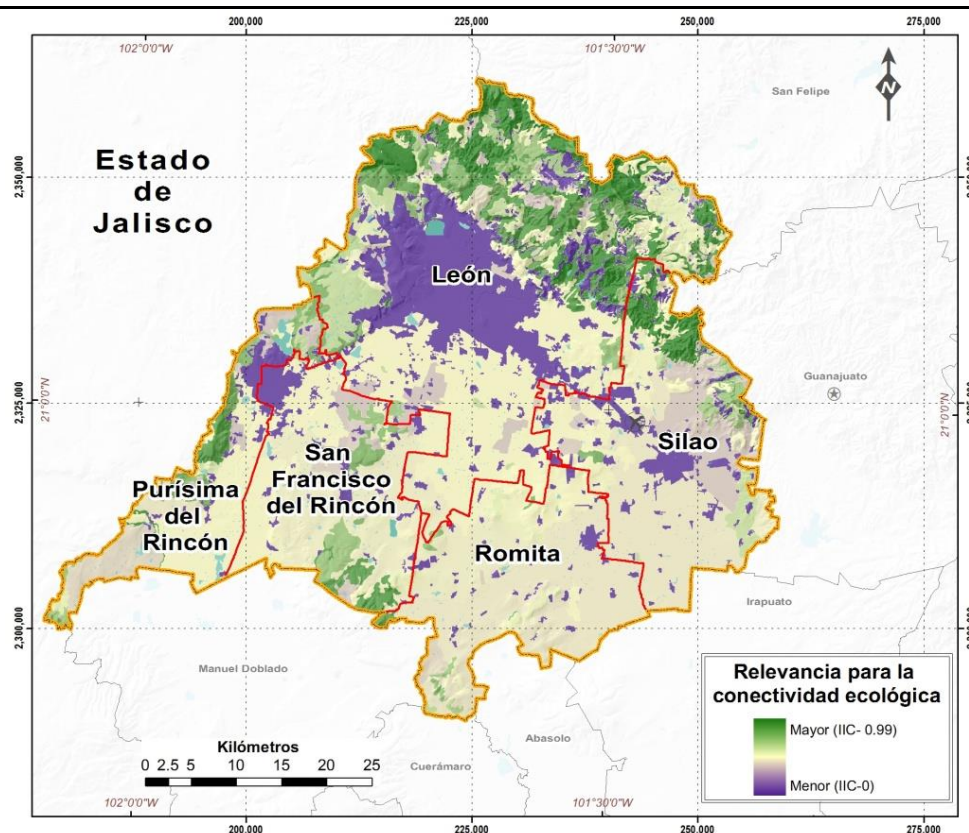 200,000
225,000
250,000
275,000
102°0'0"W
101°30'0"W
San Felipe
N
Estado
de
Jalisco
2,350,000
León
Guanajuato
21°0'0"N
21°0'0"N
2,325,000
Silao
San
Francisco
del Rincón
Purísima
del
Rincón
Romita
Irapuato
2,300,000
Manuel Doblado
Relevancia para la
conectividad ecológica
Mayor (IIC- 0.99)
Menor (IIC-0)
Kilómetros
0 2.5 5 10 15 20 25
Abasolo
Cuerámaro
102°0'0"W
101°30'0"W
200,000
225,000
250,000
275,000